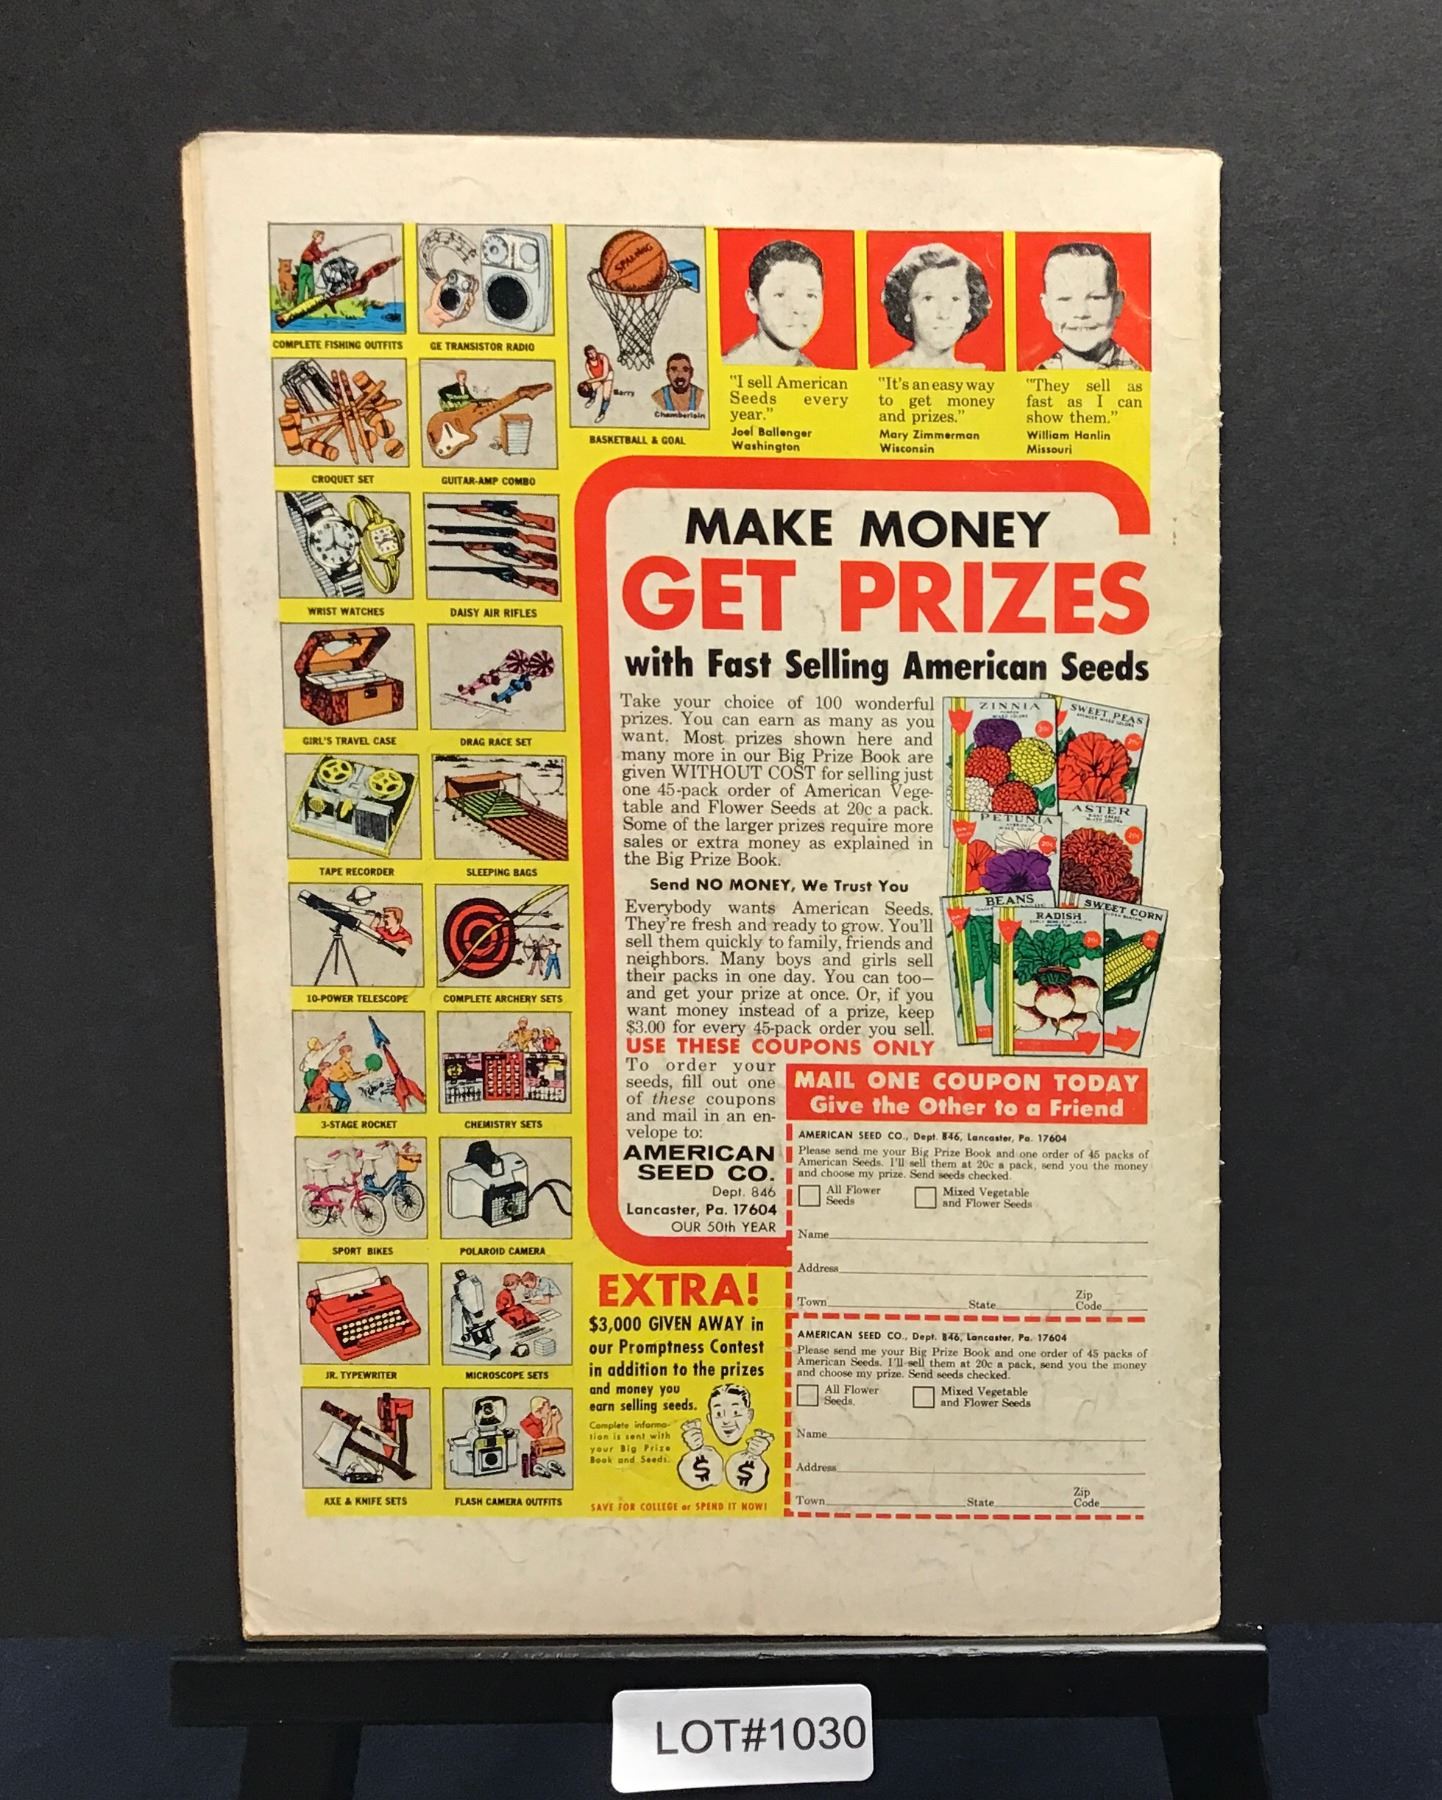 COMPLETE FISHING OUTFITS
GE TRANSISTOR RADIO
SPALDING
Barry
Chamberlain
BASKETBALL & GOAL
"I sell American
Seeds every
year."
Joel Ballenger
Washington
"It's an easy way
to get money
and prizes."
Mary Zimmerman
Wisconsin
"They sell as
fast as I can
show them."
William Hanlin
Missouri
CROQUET SET
GUITAR-AMP COMBO
WRIST WATCHES
DAISY AIR RIFLES
GIRL'S TRAVEL CASE
DRAG RACE SET
TAPE RECORDER
SLEEPING BAGS
10-POWER TELESCOPE
COMPLETE ARCHERY SETS
3-STAGE ROCKET
CHEMISTRY SETS
SPORT BIKES
POLAROID CAMERA
JR. TYPEWRITER
MICROSCOPE SETS
AXE & KNIFE SETS
FLASH CAMERA OUTFITS
MAKE MONEY
GET PRIZES
with Fast Selling American Seeds
Take your choice of 100 wonderful
prizes. You can earn as many as you
want. Most prizes shown here and
many more in our Big Prize Book are
given WITHOUT COST for selling just
one 45-pack order of American Vege-
table and Flower Seeds at 20c a pack.
Some of the larger prizes require more
sales or extra money as explained in
the Big Prize Book.
Send NO MONEY, We Trust You
Everybody wants American Seeds.
They're fresh and ready to grow. You'll
sell them quickly to family, friends and
neighbors. Many boys and girls sell
their packs in one day. You can too—
and get your prize at once. Or, if you
want money instead of a prize, keep
$3.00 for every 45-pack order you sell.
USE THESE COUPONS ONLY
To order your
seeds, fill out one
of these coupons
and mail in an en-
velope to:
AMERICAN
SEED CO.
Dept. 846
Lancaster, Pa. 17604
OUR 50th YEAR
ZINNIA
MIXED COLORS
SWEET PEAS
PETUNIA
ASTER
BEANS
RADISH
SWEET CORN
MAIL ONE COUPON TODAY
Give the Other to a Friend
AMERICAN SEED CO., Dept. 846, Lancaster, Pa. 17604
Please send me your Big Prize Book and one order of 45 packs of
American Seeds. I'll sell them at 20c a pack, send you the money
and choose my prize. Send seeds checked.
All Flower
Seeds
Mixed Vegetable
and Flower Seeds
Name
Address
Town State Zip
Code
AMERICAN SEED CO., Dept. 846, Lancaster, Pa. 17604
Please send me your Big Prize Book and one order of 45 packs of
American Seeds. I'll sell them at 20c a pack, send you the money
and choose my prize. Send seeds checked.
All Flower
Seeds.
Mixed Vegetable
and Flower Seeds
Name
Address
Town State Zip
Code
EXTRA!
$3,000 GIVEN AWAY in
our Promptness Contest
in addition to the prizes
and money you
earn selling seeds.
Complete informa-
tion is sent with
your Big Prize
Book and Seeds.
$ $
SAVE FOR COLLEGE or SPEND IT NOW!
LOT#1030